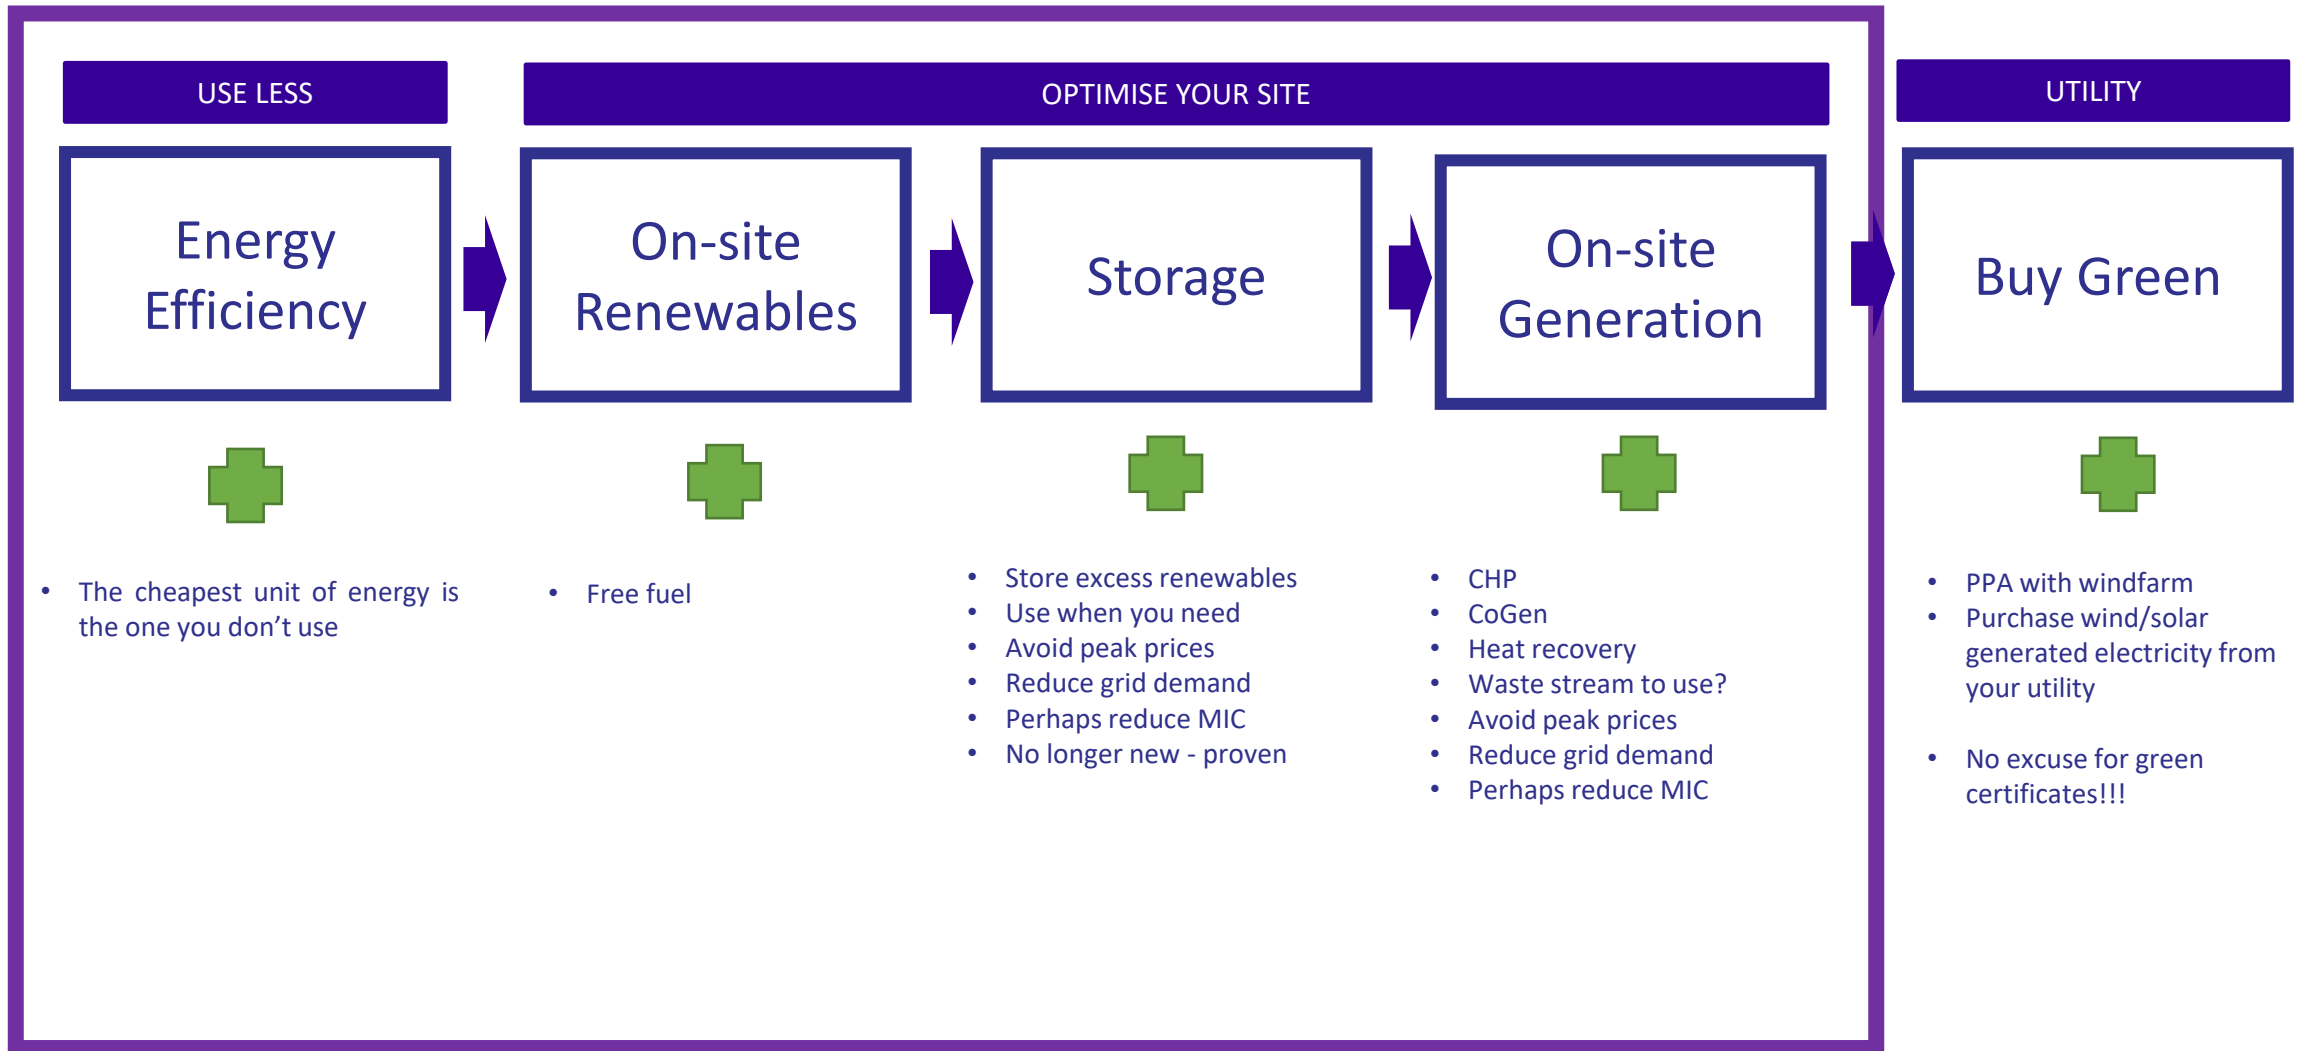 USE LESS
OPTIMISE YOUR SITE
UTILITY
Energy
Efficiency
On-site
Renewables
Storage
On-site
Generation
Buy Green
• The cheapest unit of energy is
the one you don’t use
• Free fuel
• Store excess renewables
• Use when you need
• Avoid peak prices
• Reduce grid demand
• Perhaps reduce MIC
• No longer new - proven
• CHP
• CoGen
• Heat recovery
• Waste stream to use?
• Avoid peak prices
• Reduce grid demand
• Perhaps reduce MIC
• PPA with windfarm
• Purchase wind/solar
generated electricity from
your utility
• No excuse for green
certificates!!!